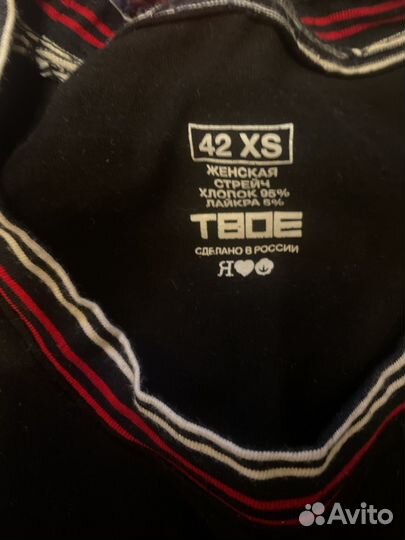 42 XS
ЖЕНСКАЯ
СТРЕЙЧ
ХЛОПОК 95%
ЛАЙКРА 5%
ТВОЕ
СДЕЛАНО В РОССИИ
Я
Avito